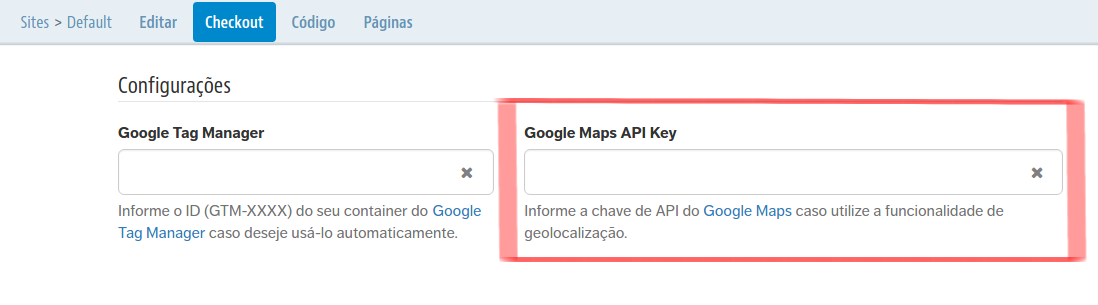 Sites > Default Editar Checkout Código Páginas
Configurações
Google Tag Manager
Informe o ID (GTM-XXXX) do seu container do Google
Tag Manager caso deseje usá-lo automaticamente.
Google Maps API Key
Informe a chave de API do Google Maps caso utilize a funcionalidade de
geolocalização.